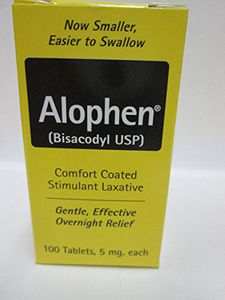 Now Smaller,
Easier to Swallow
Alophen®
(Bisacodyl USP)
Comfort Coated
Stimulant Laxative
Gentle, Effective
Overnight Relief
100 Tablets, 5 mg. each